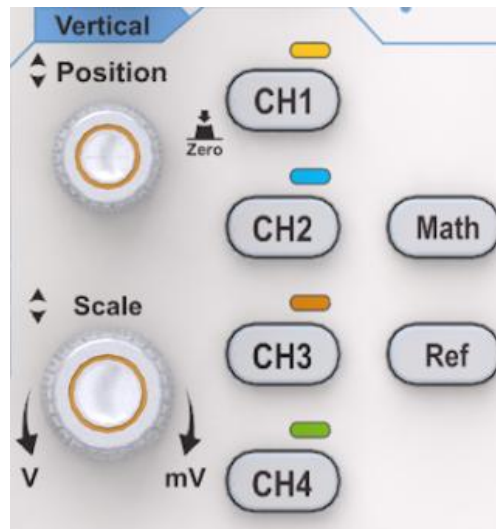 Vertical
Position
CH1
Zero
CH2
Math
Scale
CH3
Ref
V
mV
CH4